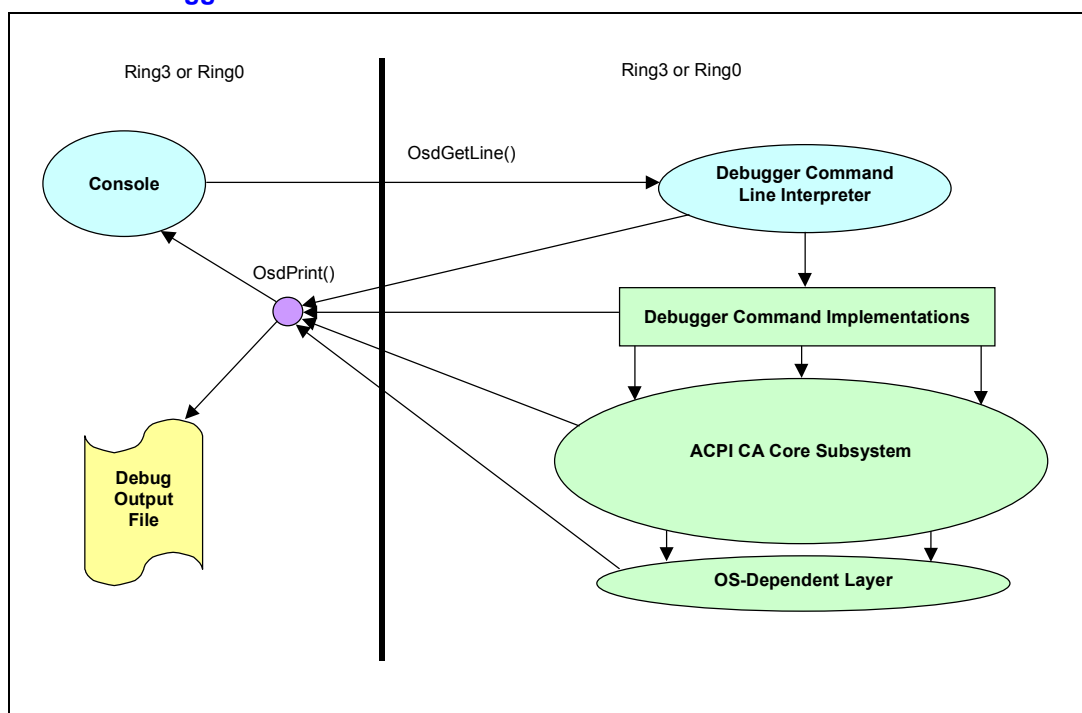 Ring3 or Ring0
Ring3 or Ring0
OsdGetLine()
Console
Debugger Command
Line Interpreter
OsdPrint()
Debugger Command Implementations
ACPI CA Core Subsystem
Debug
Output
File
OS-Dependent Layer